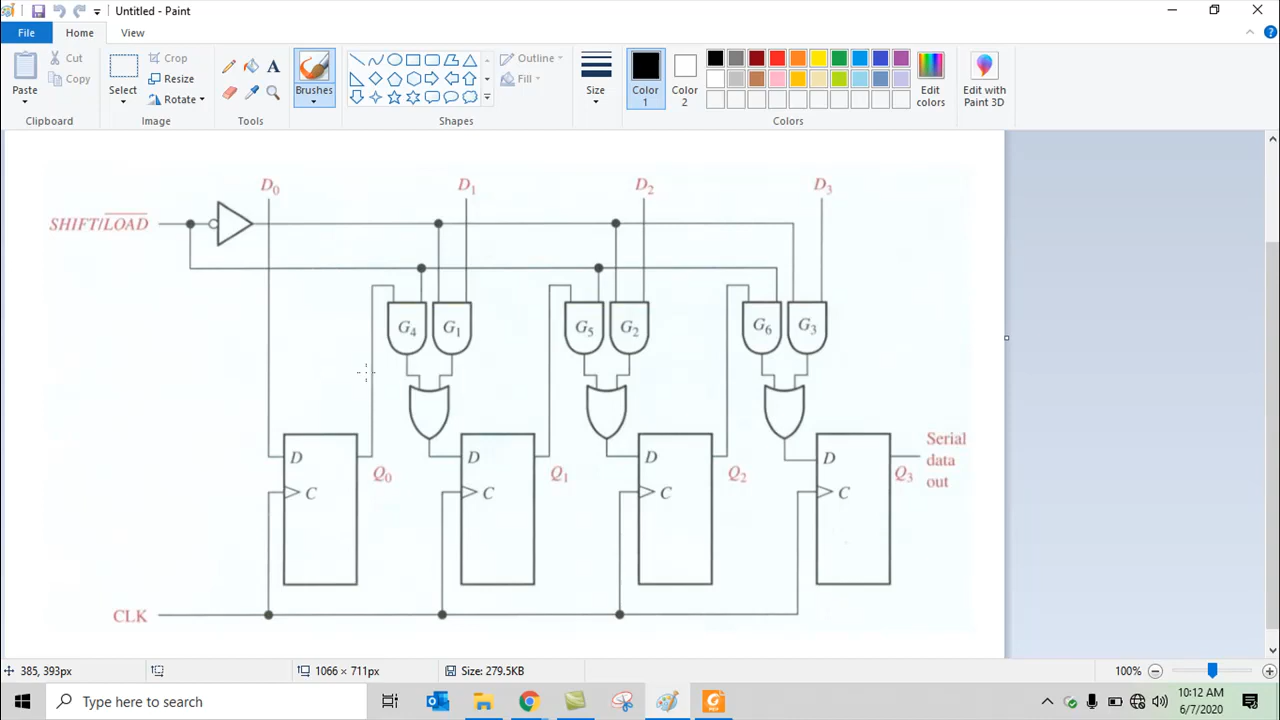 Untitled - Paint
File Home View
Paste
Cut
Copy
Clipboard
Select
Crop
Resize
Rotate
Image
A
Tools
Brushes
Outline
Fill
Shapes
Size
Color 1
Color 2
Edit colors
Colors
Edit with Paint 3D
D0 D1 D2 D3
SHIFT/LOAD
G4 G1 G5 G2 G6 G3
D D D D
Q0 Q1 Q2 Q3
Serial
data
out
C C C C
CLK
385, 393px 1066 × 711px Size: 279.5KB 100%
Type here to search
PDF
10:12 AM
6/7/2020